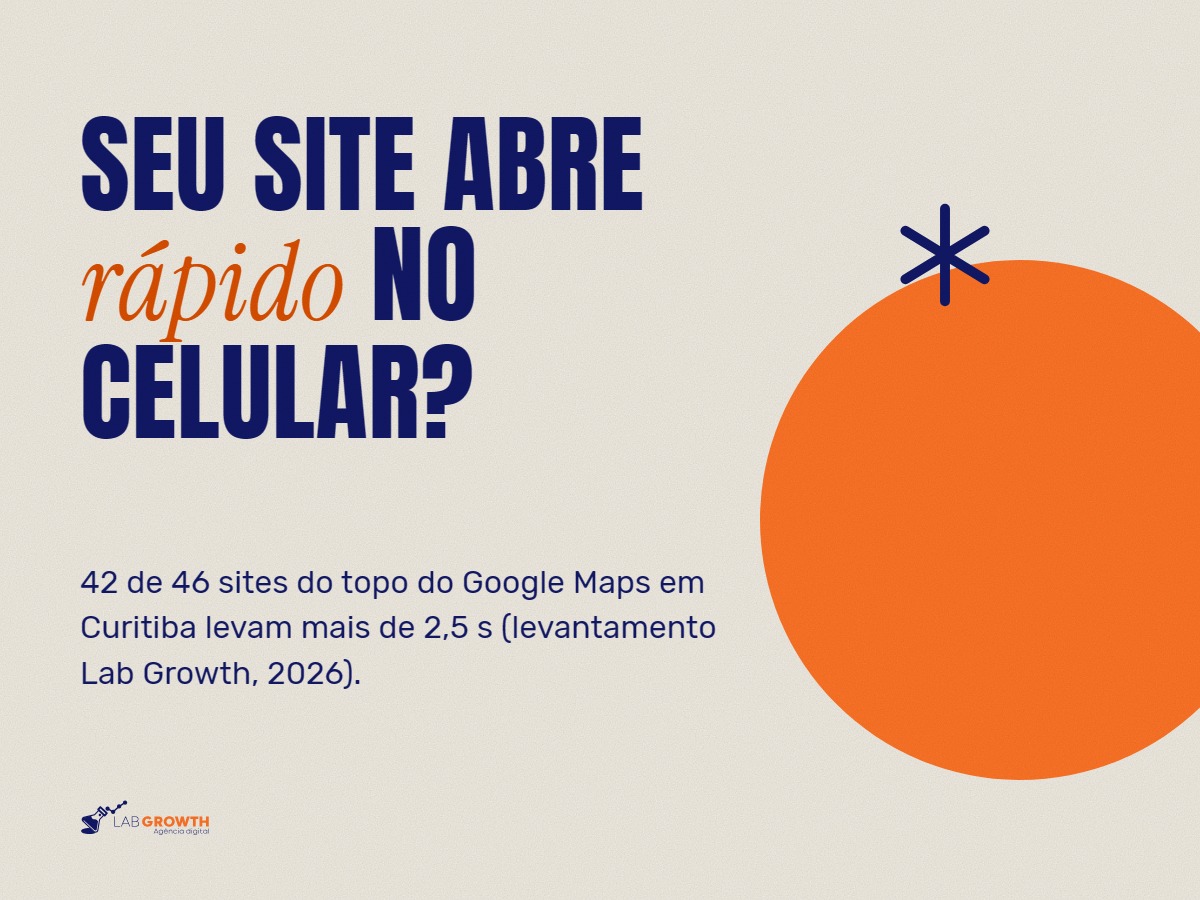 SEU SITE ABRE
rápido NO
CELULAR?
42 de 46 sites do topo do Google Maps em
Curitiba levam mais de 2,5 s (levantamento
Lab Growth, 2026).
LAB GROWTH
Agência digital